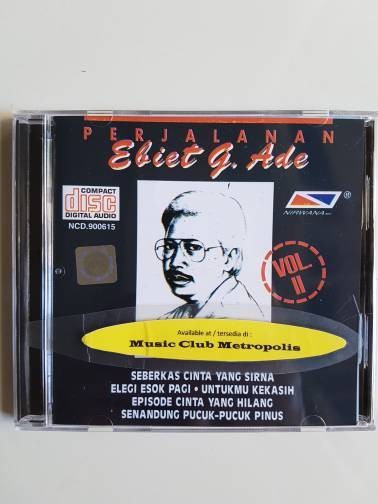 PERJALANAN
Ebiet G. Ade
COMPACT
disc
DIGITAL AUDIO
NCD.900615
NIRWANA
®
VOL.
II
Available at / tersedia di :
Music Club Metropolis
SEBERKAS CINTA YANG SIRNA
ELEGI ESOK PAGI • UNTUKMU KEKASIH
EPISODE CINTA YANG HILANG
SENANDUNG PUCUK-PUCUK PINUS